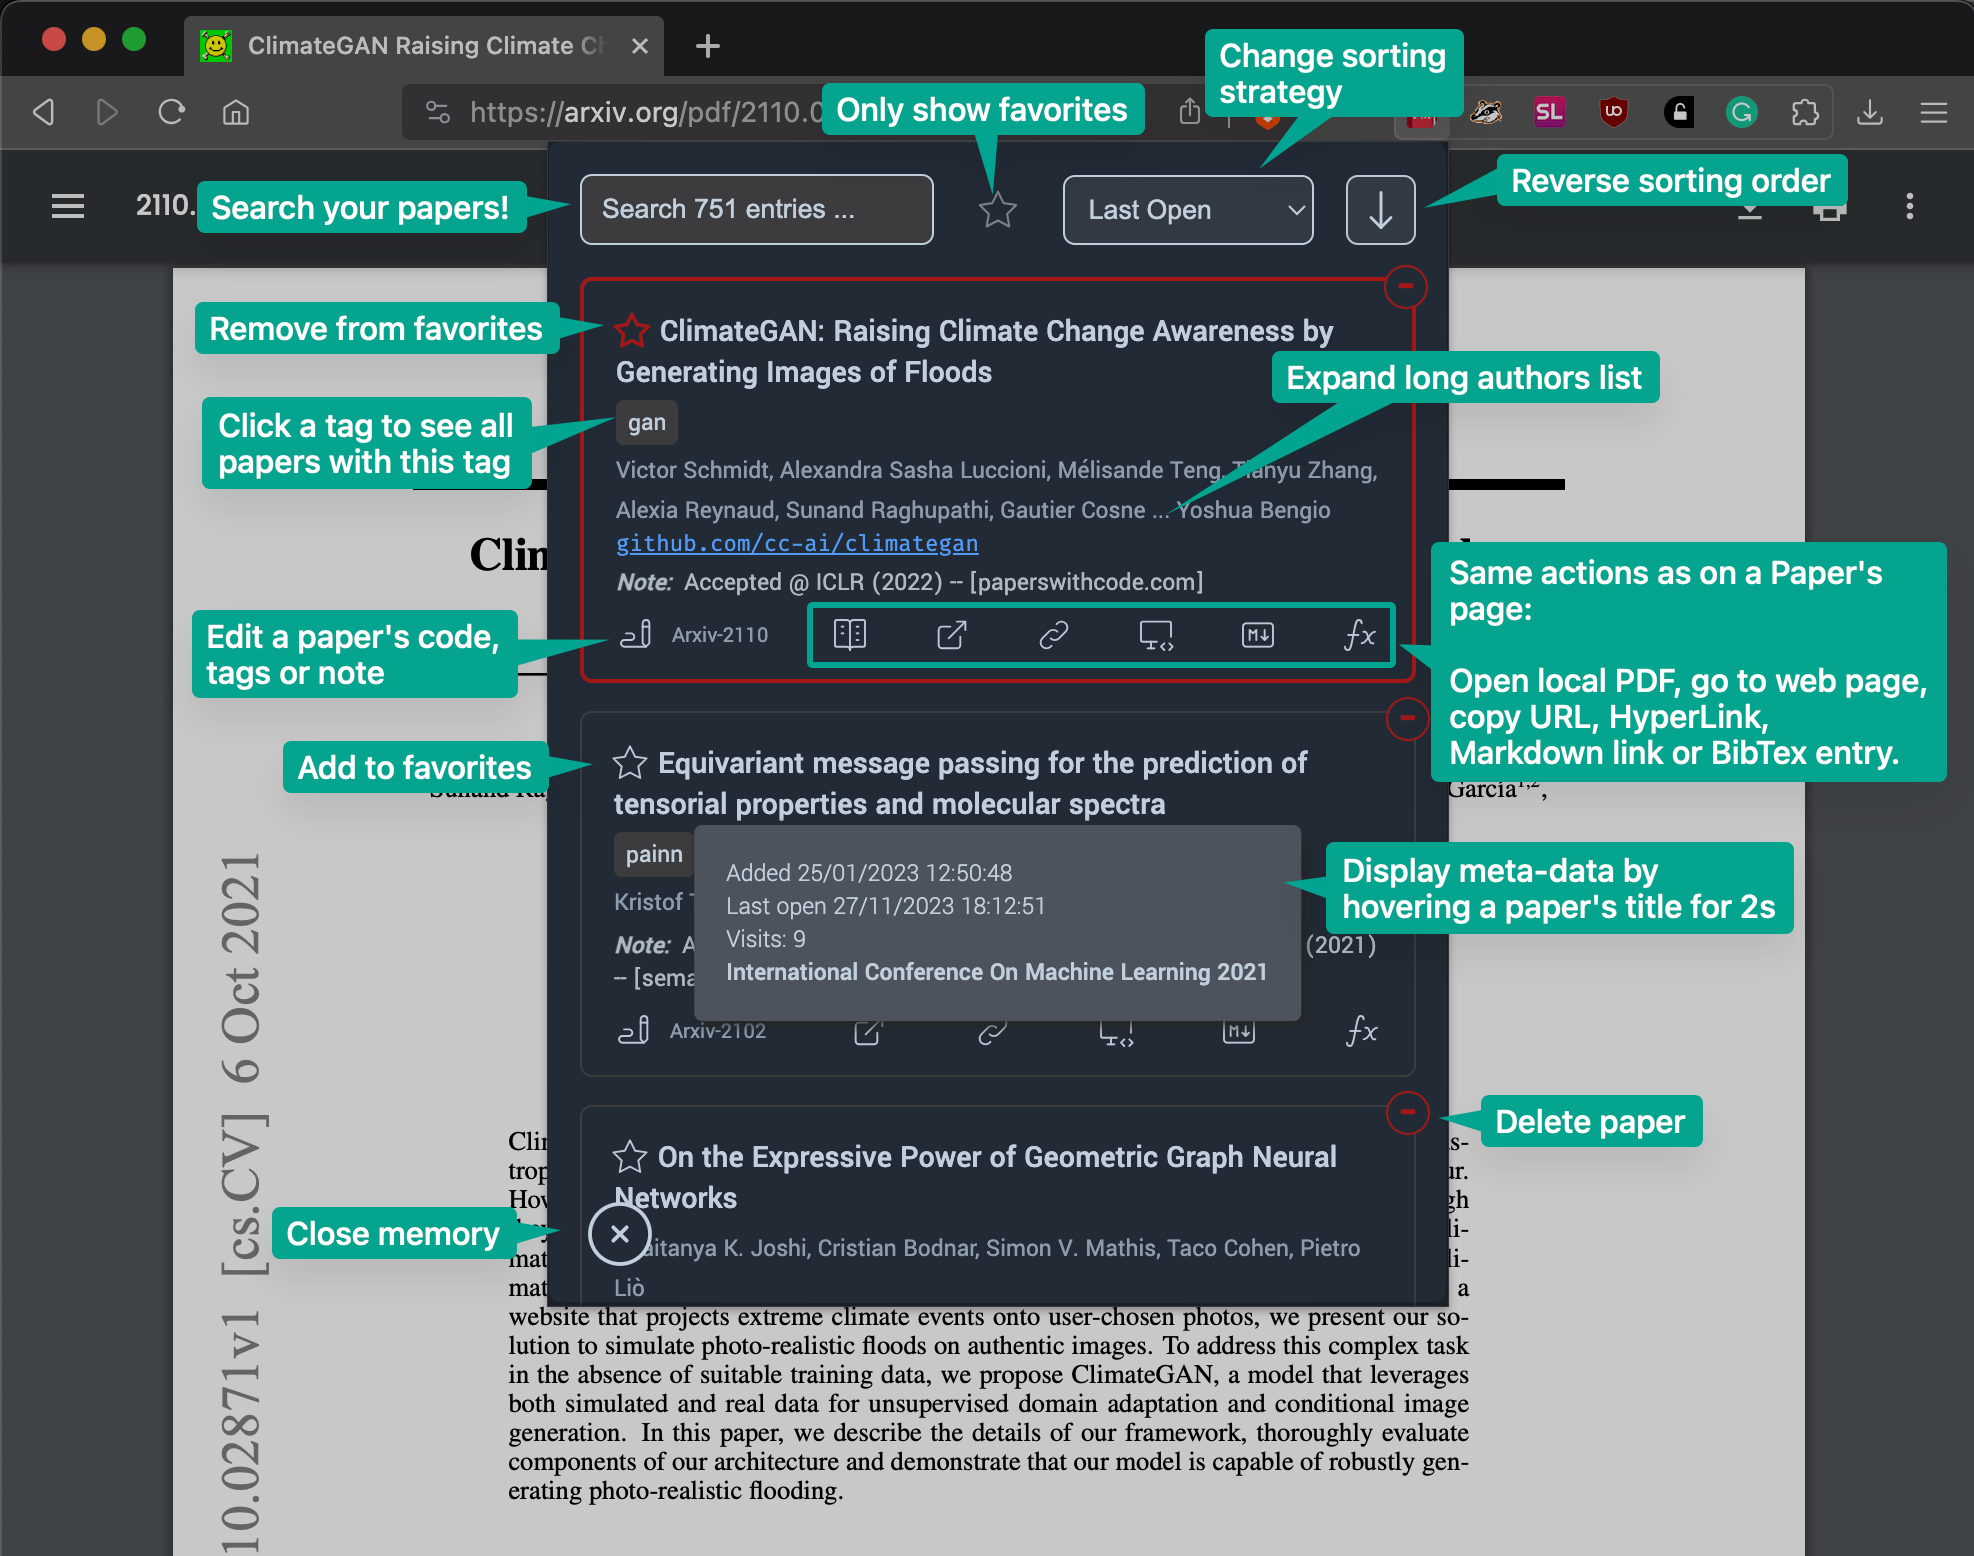 ClimateGAN Raising Climate Ch
Change sorting
strategy
https://arxiv.org/pdf/2110.0
Only show favorites
SL
Reverse sorting order
2110.
Search your papers!
Search 751 entries ...
Last Open
Remove from favorites
ClimateGAN: Raising Climate Change Awareness by
Generating Images of Floods
Expand long authors list
Click a tag to see all
papers with this tag
gan
Victor Schmidt, Alexandra Sasha Luccioni, Mélisande Teng, Tianyu Zhang,
Alexia Reynaud, Sunand Raghupathi, Gautier Cosne ... Yoshua Bengio
github.com/cc-ai/climategan
Note: Accepted @ ICLR (2022) -- [paperswithcode.com]
Clim
Same actions as on a Paper's
page:
Open local PDF, go to web page,
copy URL, HyperLink,
Markdown link or BibTex entry.
Edit a paper's code,
tags or note
Arxiv-2110
M↓
fx
Add to favorites
Equivariant message passing for the prediction of
tensorial properties and molecular spectra
Garcia1,2,
painn
Added 25/01/2023 12:50:48
Last open 27/11/2023 18:12:51
Visits: 9
International Conference On Machine Learning 2021
Display meta-data by
hovering a paper's title for 2s
Kristof
Note: A
(2021)
-- [sema
Arxiv-2102
M↓
fx
Delete paper
On the Expressive Power of Geometric Graph Neural
Networks
Close memory
aitanya K. Joshi, Cristian Bodnar, Simon V. Mathis, Taco Cohen, Pietro
Liò
10.02871v1 [cs.CV] 6 Oct 2021
website that projects extreme climate events onto user-chosen photos, we present our so-
lution to simulate photo-realistic floods on authentic images. To address this complex task
in the absence of suitable training data, we propose ClimateGAN, a model that leverages
both simulated and real data for unsupervised domain adaptation and conditional image
generation. In this paper, we describe the details of our framework, thoroughly evaluate
components of our architecture and demonstrate that our model is capable of robustly gen-
erating photo-realistic flooding.